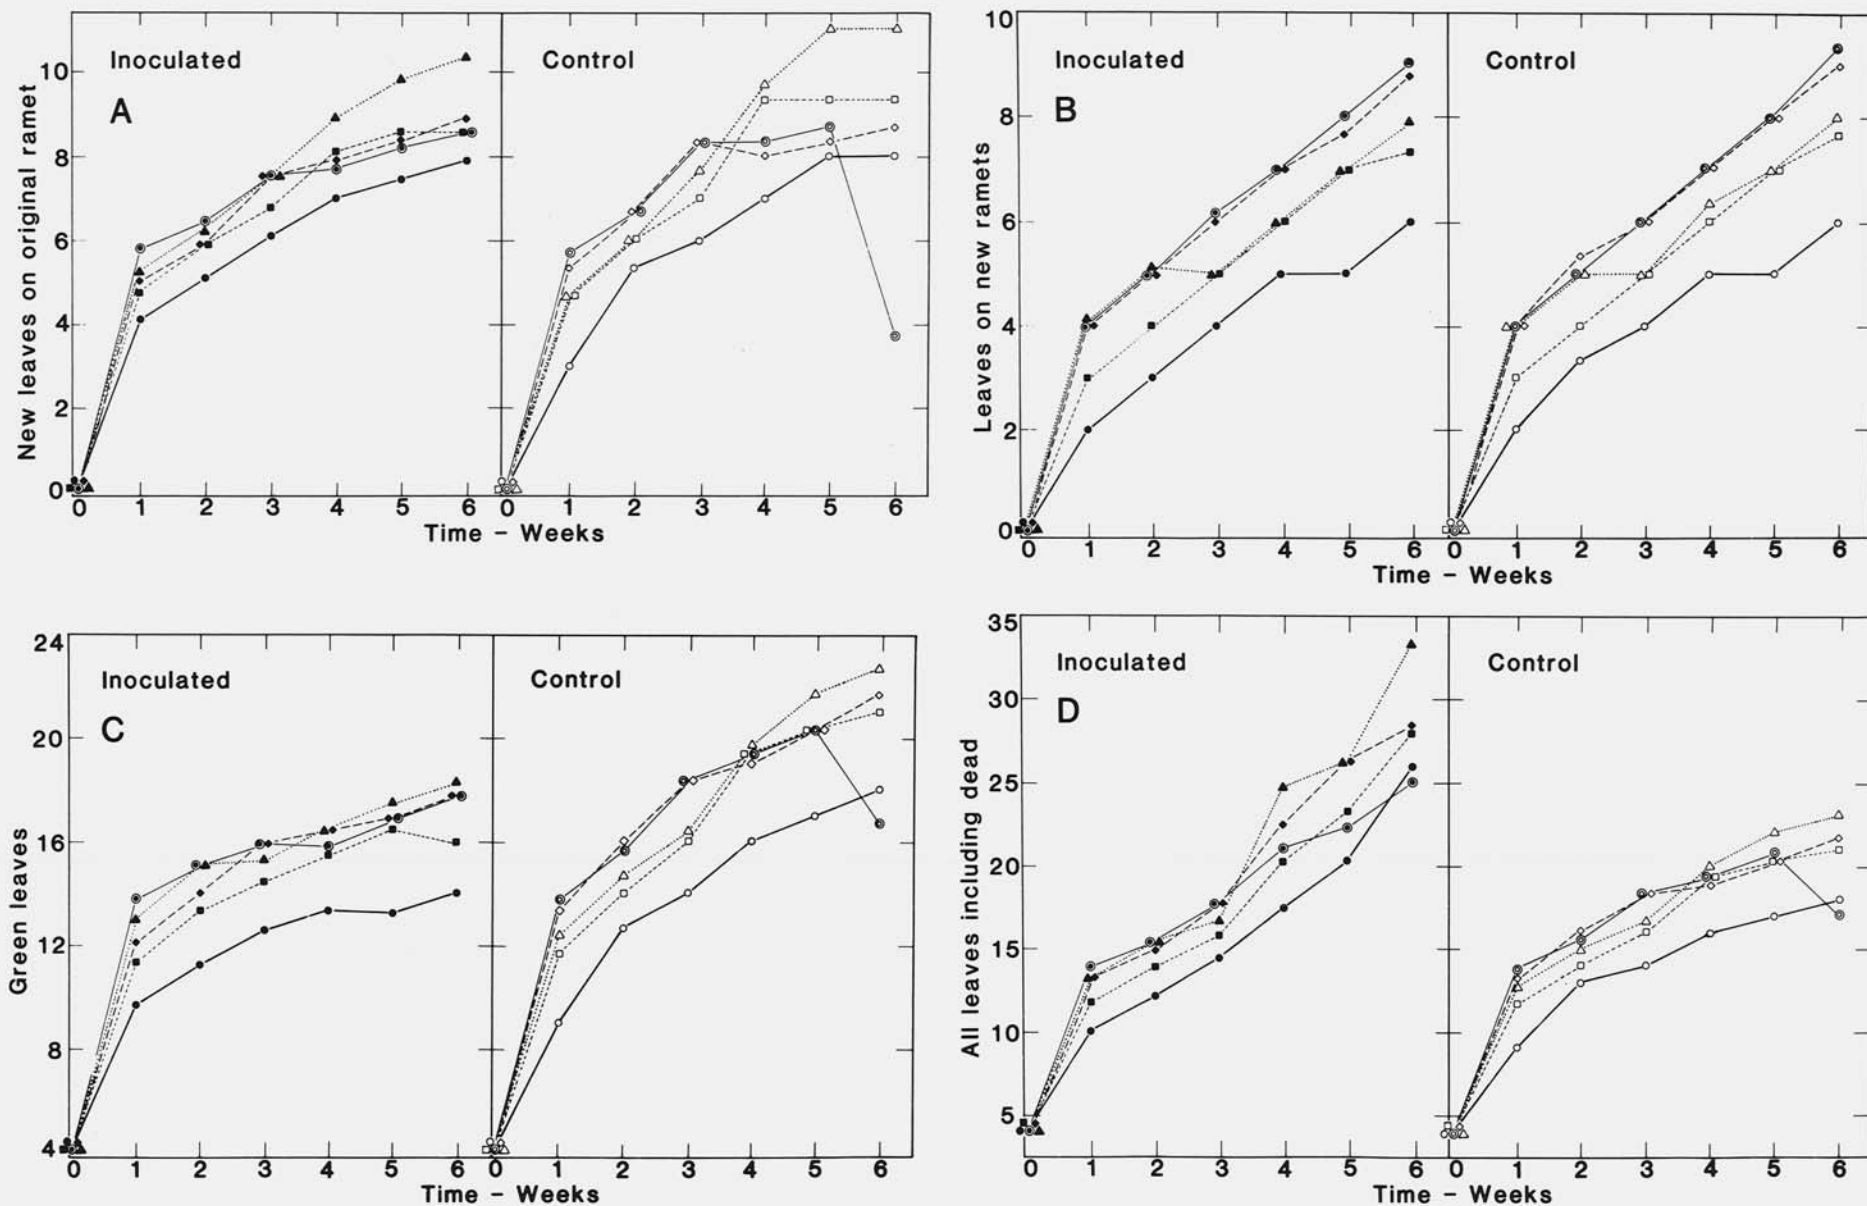 Inoculated
Control
A
New leaves on original ramet
10
8
6
4
2
0
0 1 2 3 4 5 6 0 1 2 3 4 5 6
Time – Weeks
Inoculated
Control
B
Leaves on new ramets
10
8
6
4
2
0
0 1 2 3 4 5 6 0 1 2 3 4 5 6
Time – Weeks
Inoculated
Control
C
Green leaves
24
20
16
12
8
4
0 1 2 3 4 5 6 0 1 2 3 4 5 6
Time – Weeks
Inoculated
Control
D
All leaves including dead
35
30
25
20
15
10
5
0 1 2 3 4 5 6 0 1 2 3 4 5 6
Time – Weeks